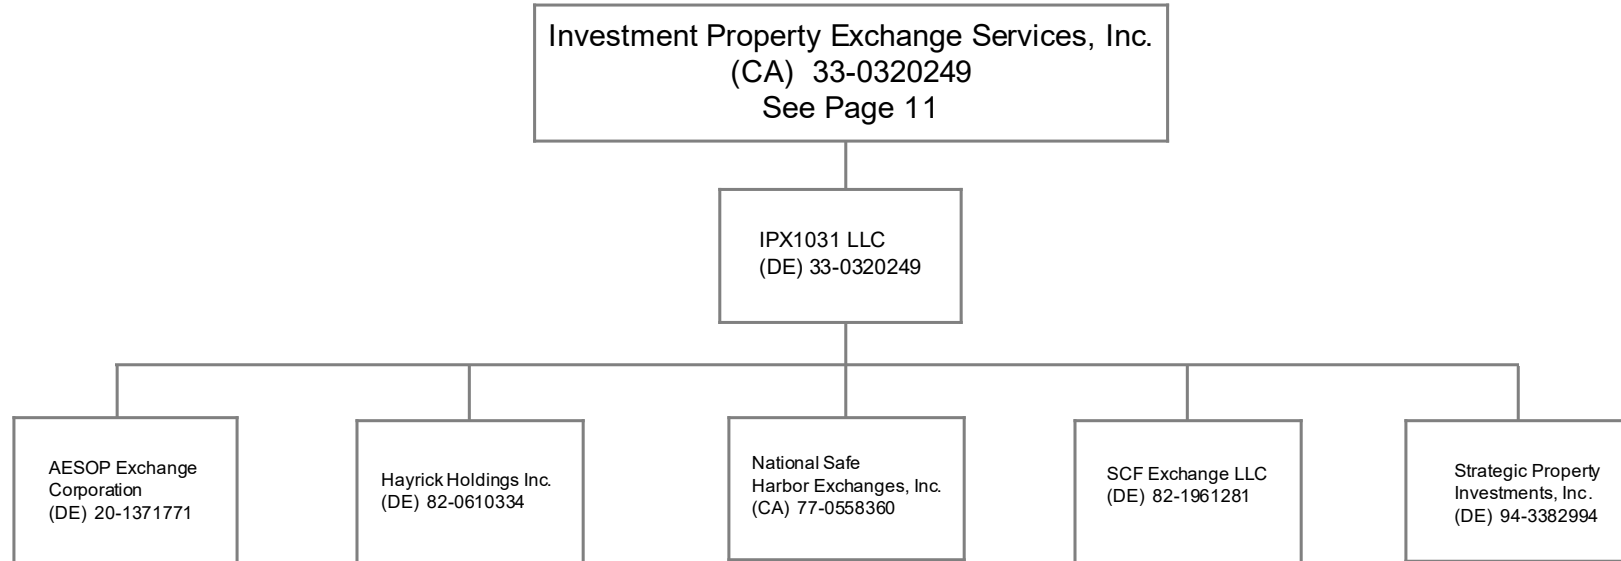 Investment Property Exchange Services, Inc.
(CA) 33-0320249
See Page 11
IPX1031 LLC
(DE) 33-0320249
AESOP Exchange
Corporation
(DE) 20-1371771
Hayrick Holdings Inc.
(DE) 82-0610334
National Safe
Harbor Exchanges, Inc.
(CA) 77-0558360
SCF Exchange LLC
(DE) 82-1961281
Strategic Property
Investments, Inc.
(DE) 94-3382994